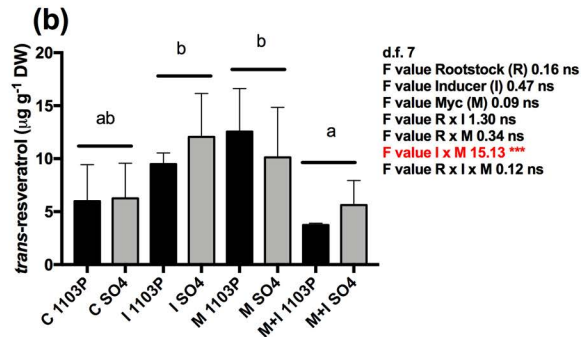 (b)
trans-resveratrol (µg g-1 DW)
20
15
10
5
0
ab
b
b
a
C 1103P
C SO4
I 1103P
I SO4
M 1103P
M SO4
M+I 1103P
M+I SO4
d.f. 7
F value Rootstock (R) 0.16 ns
F value Inducer (I) 0.47 ns
F value Myc (M) 0.09 ns
F value R x I 1.30 ns
F value R x M 0.34 ns
F value I x M 15.13 ***
F value R x I x M 0.12 ns